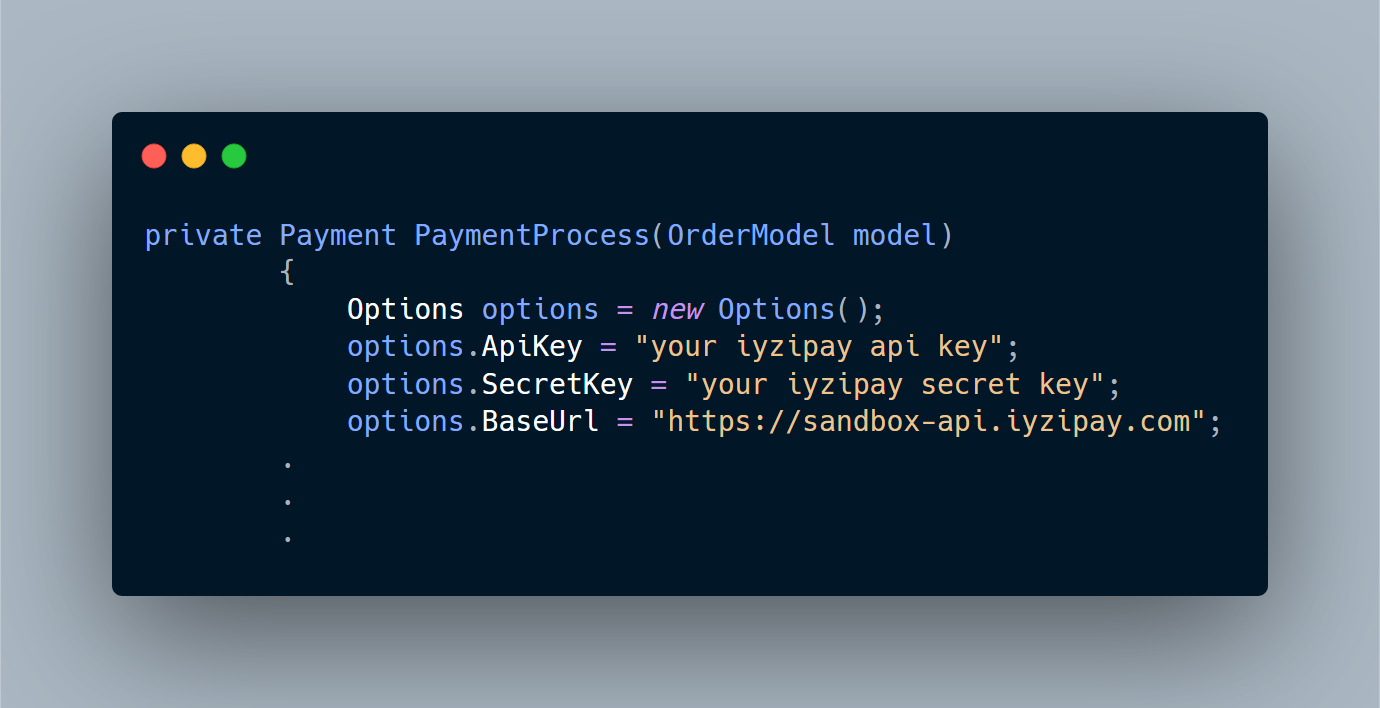 private Payment PaymentProcess(OrderModel model)
{
Options options = new Options();
options.ApiKey = "your iyzipay api key";
options.SecretKey = "your iyzipay secret key";
options.BaseUrl = "https://sandbox-api.iyzipay.com";
.
.
.